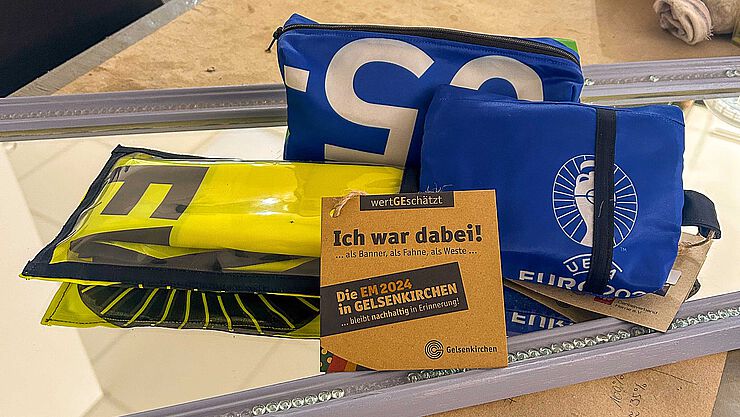 wertGEschätzt
Ich war dabei!
... als Banner, als Fahne, als Weste ...
Die EM 2024
in GELSENKIRCHEN
... bleibt nachhaltig in Erinnerung!
Gelsenkirchen
UEFA
EURO202